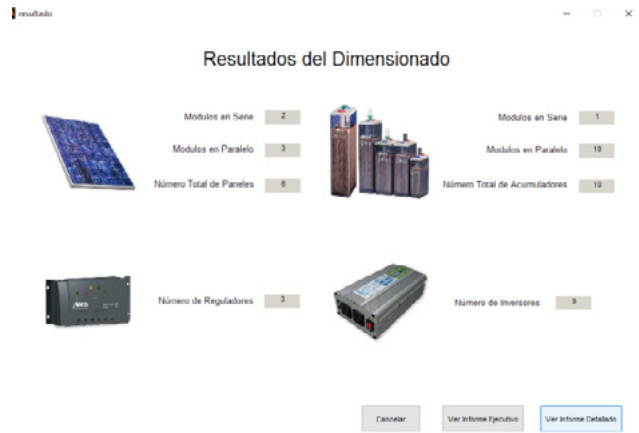 resultado
Resultados del Dimensionado
Modulos en Serie 2
Modulos en Paralelo 3
Número Total de Paneles 6
Modulos en Serie 1
Modulos en Paralelo 10
Número Total de Acumuladores 10
Número de Reguladores 3
Número de Inversores 9
Cancelar
Ver Informe Ejecutivo
Ver Informe Detallado